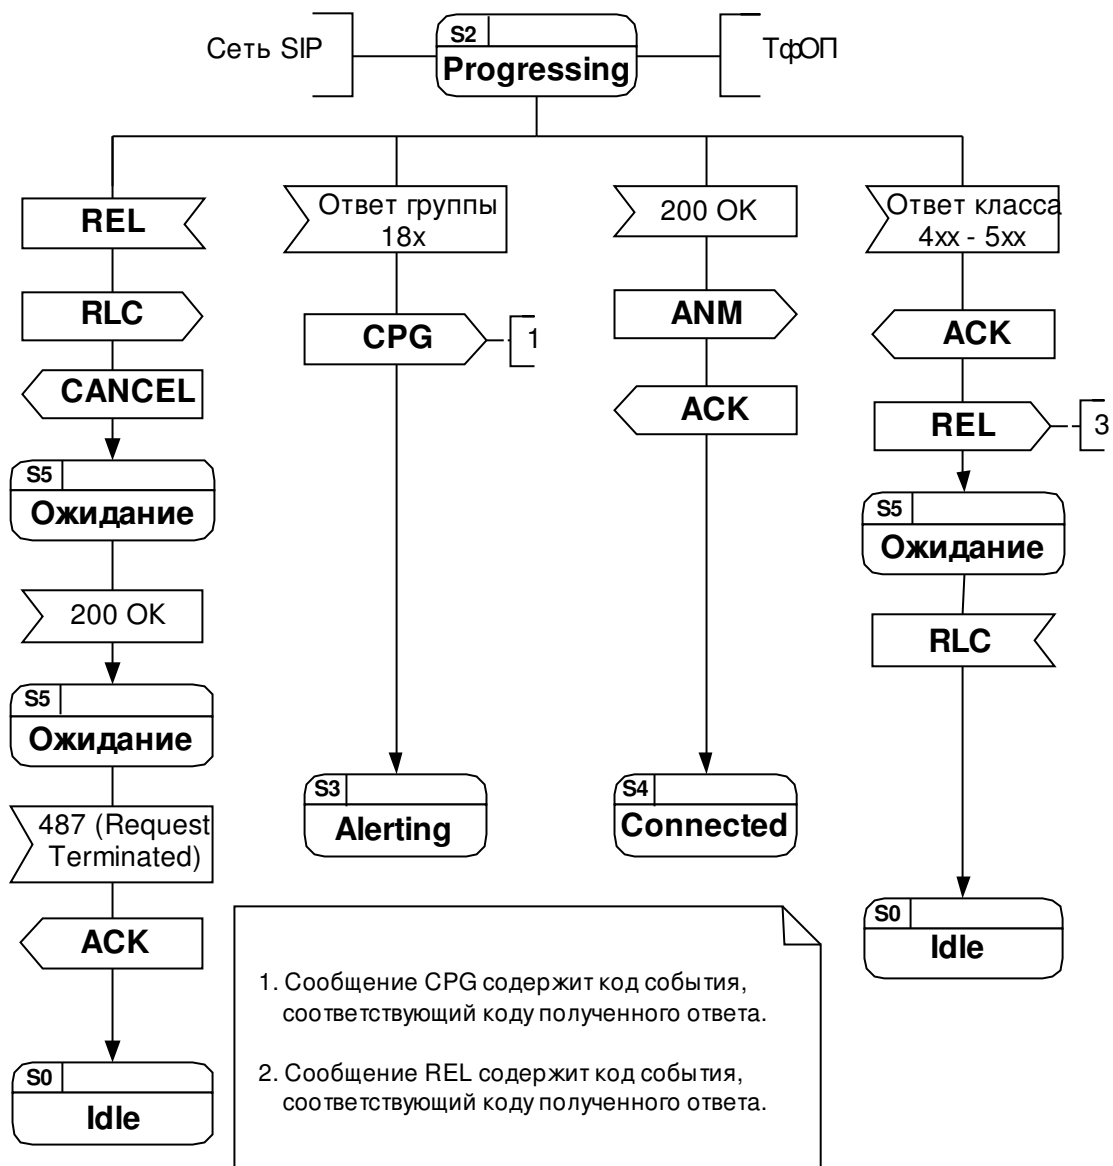 Сеть SIP
S2
Progressing
ТфОП
REL
RLC
CANCEL
S5
Ожидание
200 OK
S5
Ожидание
487 (Request
Terminated)
ACK
S0
Idle
Ответ группы
18x
CPG
1
S3
Alerting
200 OK
ANM
ACK
S4
Connected
Ответ класса
4xx - 5xx
ACK
REL
3
S5
Ожидание
RLC
S0
Idle
1. Сообщение CPG содержит код события,
соответствующий коду полученного ответа.
2. Сообщение REL содержит код события,
соответствующий коду полученного ответа.